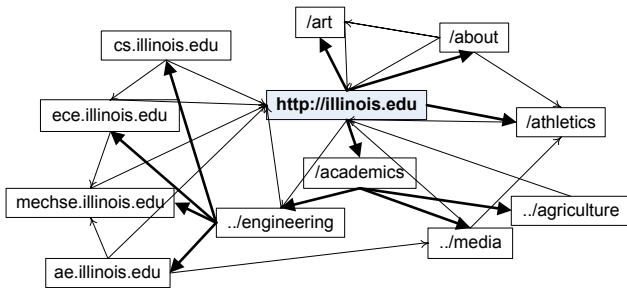 /art
/about
cs.illinois.edu
http://illinois.edu
ece.illinois.edu
/athletics
/academics
mechse.illinois.edu
../engineering
../agriculture
../media
ae.illinois.edu